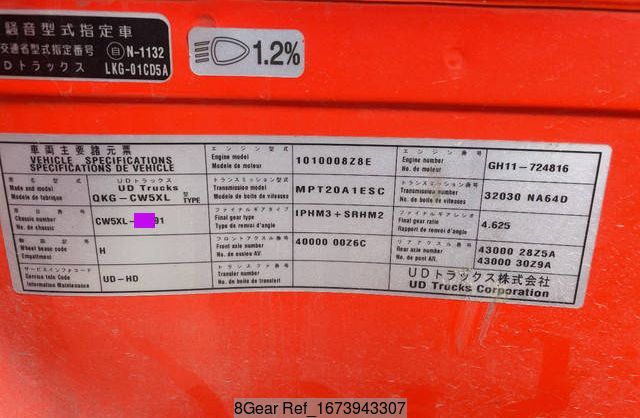 騒音型式指定車
交通省型式指定番号 自 N-1132
Dトラックス LKG-01CD5A
1.2%
車両主要諸元票
VEHICLE SPECIFICATIONS
SPECIFICATIONS DE VEHICLE
車名型式 UDトラックス
Made and model UD Trucks
Modele de fabrique QKG-CW5XL 型 TYPE
車台番号
Chassis number CW5XL- 91
No. de chassis
Wheel base code H
Empattement
サービスインフォコード
Service Info Code UD-HD
Information Maintenance
エンジン型式
Engine model 1010008Z8E
Modele de moteur
トランスミッション型式
Transmission model MPT20A1ESC
Modele de boite de vitesses
ファイナルギアタイプ
Final gear type IPHM3+SRHM2
Type de renvoi d'angle
フロントアクスル番号
Front axle number 40000 00Z6C
No. de essieu AV.
トランスファ番号
Transfer number
No. de boite de transfert
エンジン番号
Engine number GH11-724816
No. de moteur
トランスミッション番号
Transmission number 32030 NA64D
No. de boite de vitesses
ファイナルギアレシオ
Final gear ratio 4.625
Rapport de renvoi d'angle
リアアクスル番号 43000 28Z5A
Rear axle number 43000 30Z9A
No. de pont AR.
UDトラックス株式会社
UD Trucks Corporation
8Gear Ref_1673943307